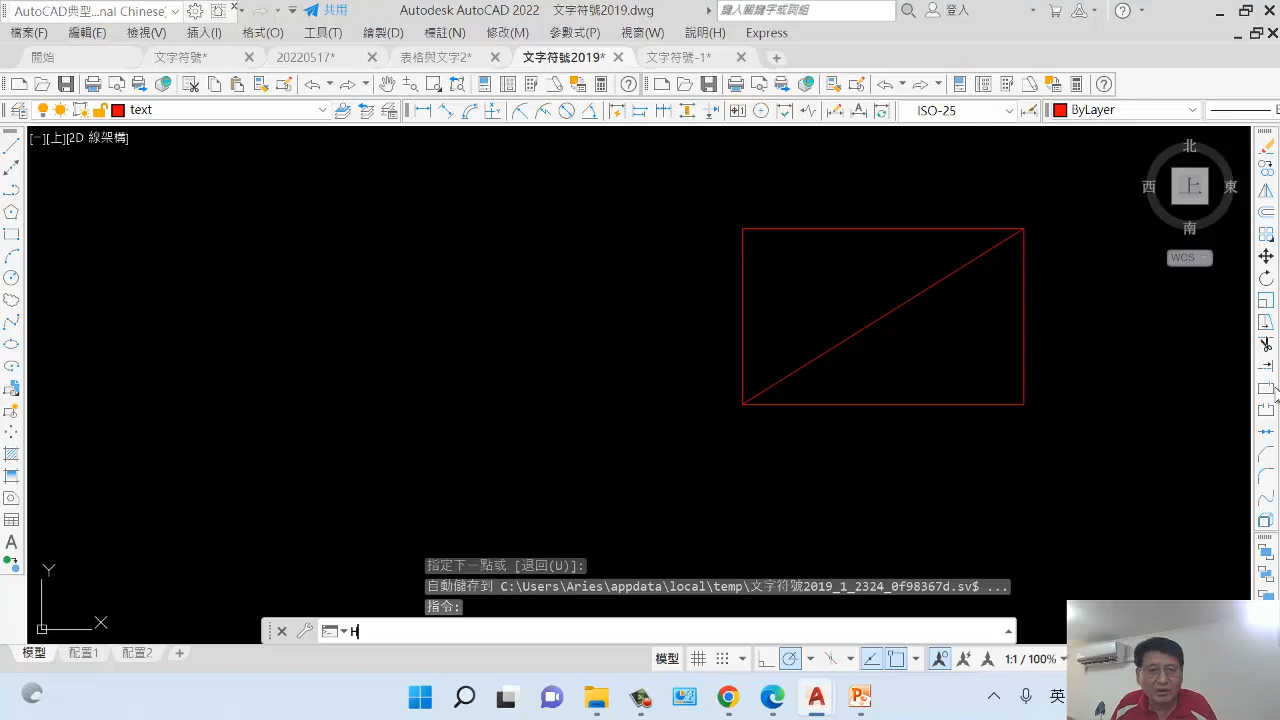 AutoCAD典型...nal Chinese
共用
Autodesk AutoCAD 2022 文字符號2019.dwg
鍵入關鍵字或詞組
登入
檔案(F) 編輯(E) 檢視(V) 插入(I) 格式(O) 工具(T) 繪製(D) 標註(N) 修改(M) 參數式(P) 視窗(W) 說明(H) Express
開始 文字符號* 20220517* 表格與文字2* 文字符號2019* 文字符號-1*
text ISO-25 ByLayer
[−][上][2D 線架構]
北
西 上 東
南
WCS
Y
X
指定下一點或 [退回(U)]:
自動儲存到 C:\Users\Aries\appdata\local\temp\文字符號2019_1_2324_0f98367d.sv$ ...
指令:
H
模型 配置1 配置2
模型 1:1 / 100%
英